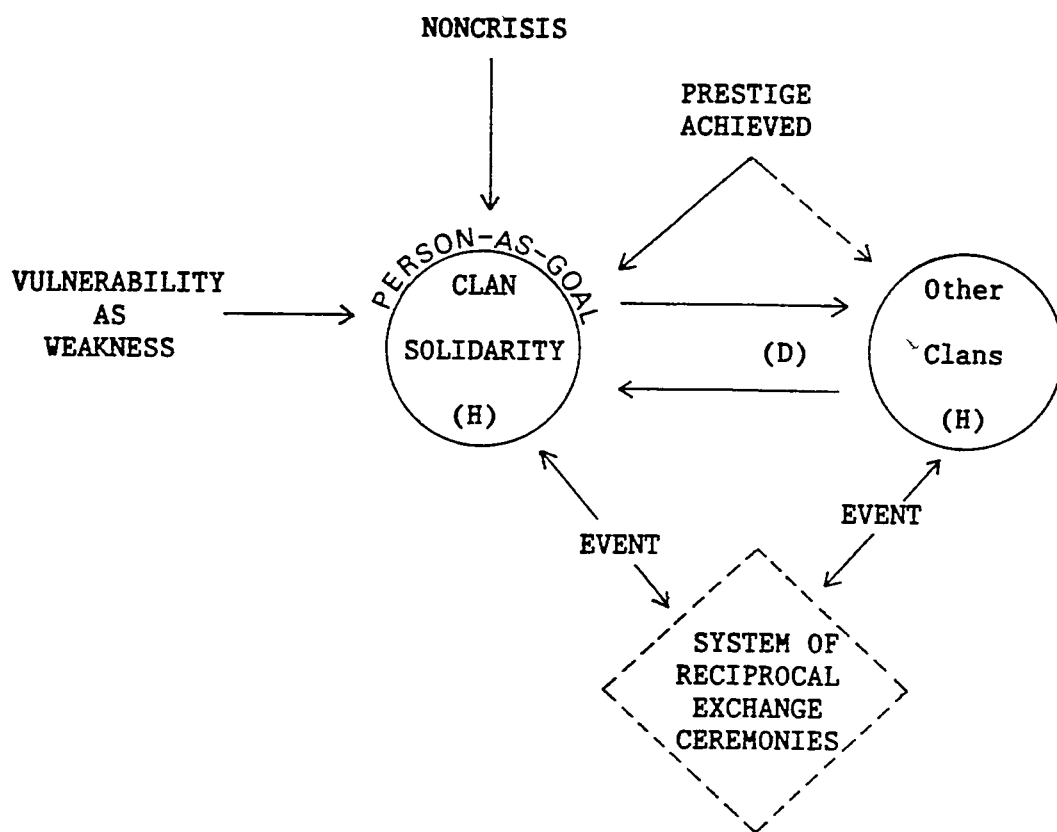 NONCRISIS
PRESTIGE
ACHIEVED
PERSON-AS-GOAL
VULNERABILITY
AS
WEAKNESS
CLAN
SOLIDARITY
(H)
(D)
Other
Clans
(H)
EVENT
EVENT
SYSTEM OF
RECIPROCAL
EXCHANGE
CEREMONIES